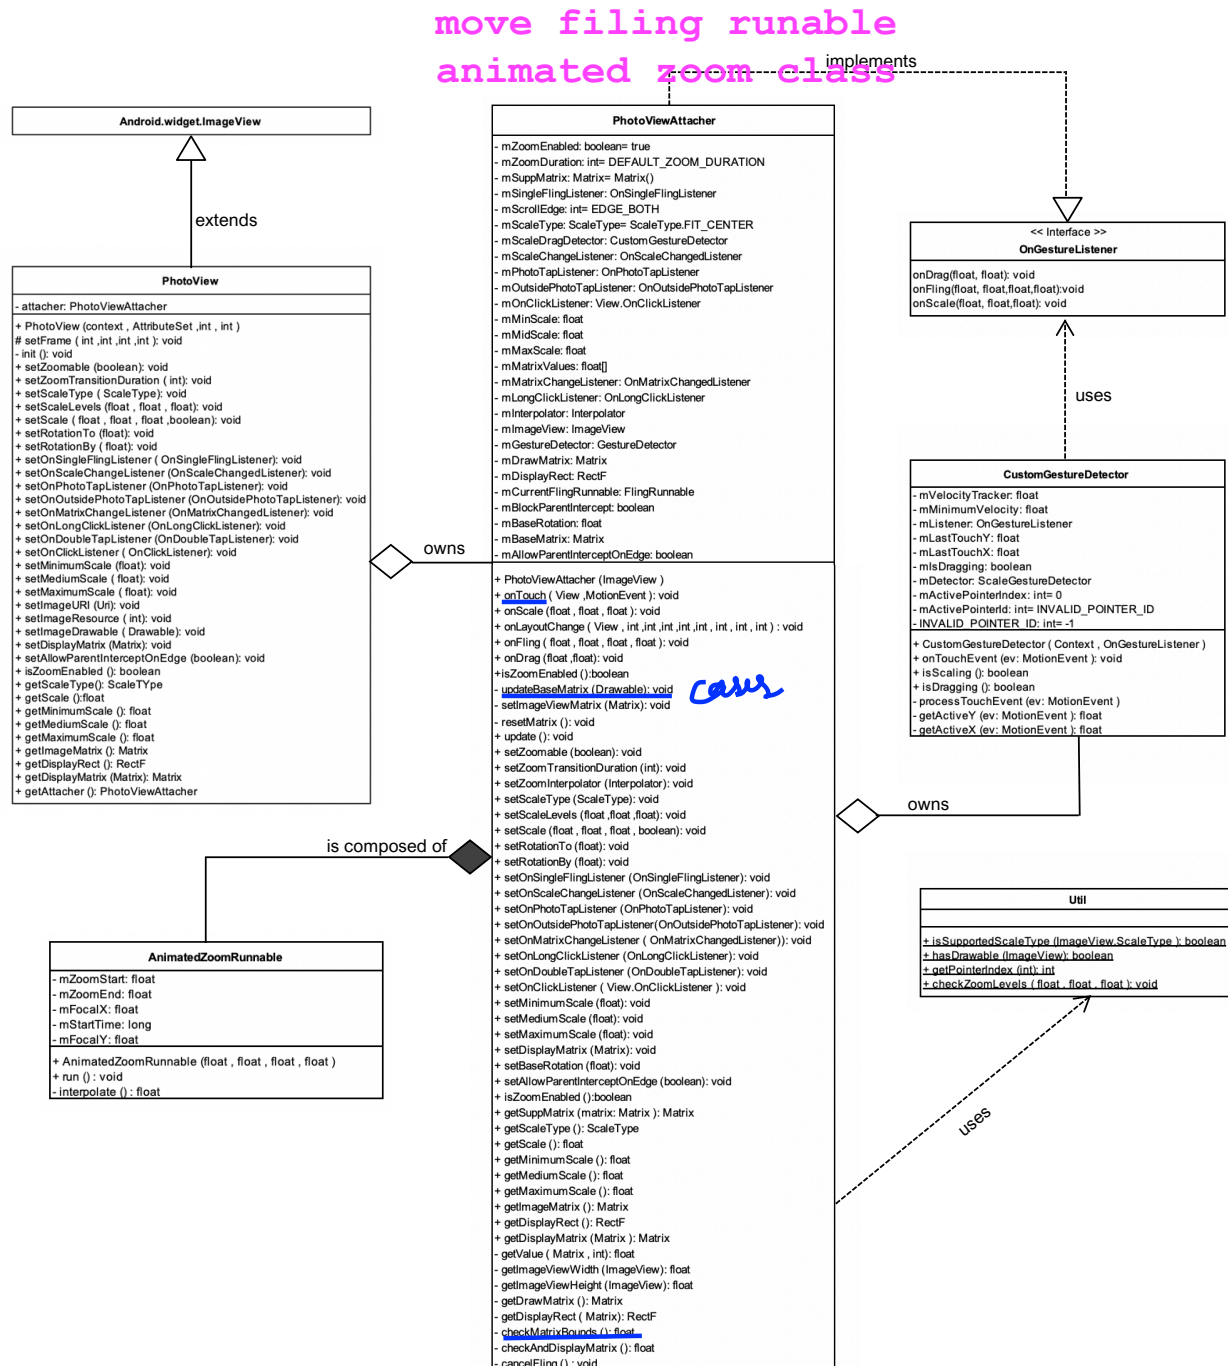 move filing runable
animated zoom class
implements
Android.widget.ImageView
extends
PhotoView
- attacher: PhotoViewAttacher
+ PhotoView (context , AttributeSet ,int , int )
# setFrame ( int ,int ,int ,int ): void
- init (): void
+ setZoomable (boolean): void
+ setZoomTransitionDuration ( int): void
+ setScaleType ( ScaleType): void
+ setScaleLevels (float , float , float): void
+ setScale ( float , float , float ,boolean): void
+ setRotationTo (float): void
+ setRotationBy ( float): void
+ setOnSingleFlingListener ( OnSingleFlingListener): void
+ setOnScaleChangeListener (OnScaleChangedListener): void
+ setOnPhotoTapListener (OnPhotoTapListener): void
+ setOnOutsidePhotoTapListener (OnOutsidePhotoTapListener): void
+ setOnMatrixChangeListener (OnMatrixChangedListener): void
+ setOnLongClickListener (OnLongClickListener): void
+ setOnDoubleTapListener (OnDoubleTapListener): void
+ setOnClickListener ( OnClickListener): void
+ setMinimumScale (float): void
+ setMediumScale ( float): void
+ setMaximumScale ( float): void
+ setImageURI (Uri): void
+ setImageResource ( int): void
+ setImageDrawable ( Drawable): void
+ setDisplayMatrix (Matrix): void
+ setAllowParentInterceptOnEdge (boolean): void
+ isZoomEnabled (): boolean
+ getScaleType(): ScaleTYpe
+ getScale ():float
+ getMinimumScale (): float
+ getMediumScale (): float
+ getMaximumScale (): float
+ getImageMatrix (): Matrix
+ getDisplayRect (): RectF
+ getDisplayMatrix (Matrix): Matrix
+ getAttacher (): PhotoViewAttacher
owns
PhotoViewAttacher
- mZoomEnabled: boolean= true
- mZoomDuration: int= DEFAULT_ZOOM_DURATION
- mSuppMatrix: Matrix= Matrix()
- mSingleFlingListener: OnSingleFlingListener
- mScrollEdge: int= EDGE_BOTH
- mScaleType: ScaleType= ScaleType.FIT_CENTER
- mScaleDragDetector: CustomGestureDetector
- mScaleChangeListener: OnScaleChangedListener
- mPhotoTapListener: OnPhotoTapListener
- mOutsidePhotoTapListener: OnOutsidePhotoTapListener
- mOnClickListener: View.OnClickListener
- mMinScale: float
- mMidScale: float
- mMaxScale: float
- mMatrixValues: float[]
- mMatrixChangeListener: OnMatrixChangedListener
- mLongClickListener: OnLongClickListener
- mInterpolator: Interpolator
- mImageView: ImageView
- mGestureDetector: GestureDetector
- mDrawMatrix: Matrix
- mDisplayRect: RectF
- mCurrentFlingRunnable: FlingRunnable
- mBlockParentIntercept: boolean
- mBaseRotation: float
- mBaseMatrix: Matrix
- mAllowParentInterceptOnEdge: boolean
+ PhotoViewAttacher (ImageView )
+ onTouch ( View ,MotionEvent ): void
+ onScale (float , float , float ): void
+ onLayoutChange ( View , int ,int ,int ,int ,int , int , int , int ) : void
+ onFling ( float , float , float , float ): void
+ onDrag (float ,float): void
+isZoomEnabled ():boolean
- updateBaseMatrix (Drawable): void
cases
- setImageViewMatrix (Matrix): void
- resetMatrix (): void
+ update (): void
+ setZoomable (boolean): void
+ setZoomTransitionDuration (int): void
+ setZoomInterpolator (Interpolator): void
+ setScaleType (ScaleType): void
+ setScaleLevels (float ,float ,float): void
+ setScale (float , float , float , boolean): void
+ setRotationTo (float): void
+ setRotationBy (float): void
+ setOnSingleFlingListener (OnSingleFlingListener): void
+ setOnScaleChangeListener (OnScaleChangedListener): void
+ setOnPhotoTapListener (OnPhotoTapListener): void
+ setOnOutsidePhotoTapListener(OnOutsidePhotoTapListener): void
+ setOnMatrixChangeListener ( OnMatrixChangedListener)): void
+ setOnLongClickListener (OnLongClickListener): void
+ setOnDoubleTapListener (OnDoubleTapListener): void
+ setOnClickListener ( View.OnClickListener ): void
+ setMinimumScale (float): void
+ setMediumScale (float): void
+ setMaximumScale (float): void
+ setDisplayMatrix (Matrix): void
+ setBaseRotation (float): void
+ setAllowParentInterceptOnEdge (boolean): void
+ isZoomEnabled ():boolean
+ getSuppMatrix (matrix: Matrix ): Matrix
+ getScaleType (): ScaleType
+ getScale (): float
+ getMinimumScale (): float
+ getMediumScale (): float
+ getMaximumScale (): float
+ getImageMatrix (): Matrix
+ getDisplayRect (): RectF
+ getDisplayMatrix (Matrix ): Matrix
- getValue ( Matrix , int): float
- getImageViewWidth (ImageView): float
- getImageViewHeight (ImageView): float
- getDrawMatrix (): Matrix
- getDisplayRect ( Matrix): RectF
- checkMatrixBounds (): float
- checkAndDisplayMatrix (): float
- cancelFling () : void
<< Interface >>
OnGestureListener
onDrag(float, float): void
onFling(float, float,float,float):void
onScale(float, float,float): void
uses
CustomGestureDetector
- mVelocityTracker: float
- mMinimumVelocity: float
- mListener: OnGestureListener
- mLastTouchY: float
- mLastTouchX: float
- mIsDragging: boolean
- mDetector: ScaleGestureDetector
- mActivePointerIndex: int= 0
- mActivePointerId: int= INVALID_POINTER_ID
- INVALID_POINTER_ID: int= -1
+ CustomGestureDetector ( Context , OnGestureListener )
+ onTouchEvent (ev: MotionEvent ): void
+ isScaling (): boolean
+ isDragging (): boolean
- processTouchEvent (ev: MotionEvent )
- getActiveY (ev: MotionEvent ): float
- getActiveX (ev: MotionEvent ): float
owns
is composed of
AnimatedZoomRunnable
- mZoomStart: float
- mZoomEnd: float
- mFocalX: float
- mStartTime: long
- mFocalY: float
+ AnimatedZoomRunnable (float , float , float , float )
+ run () : void
- interpolate () : float
Util
+ isSupportedScaleType (ImageView.ScaleType ): boolean
+ hasDrawable (ImageView): boolean
+ getPointerIndex (int): int
+ checkZoomLevels ( float , float , float ): void
uses